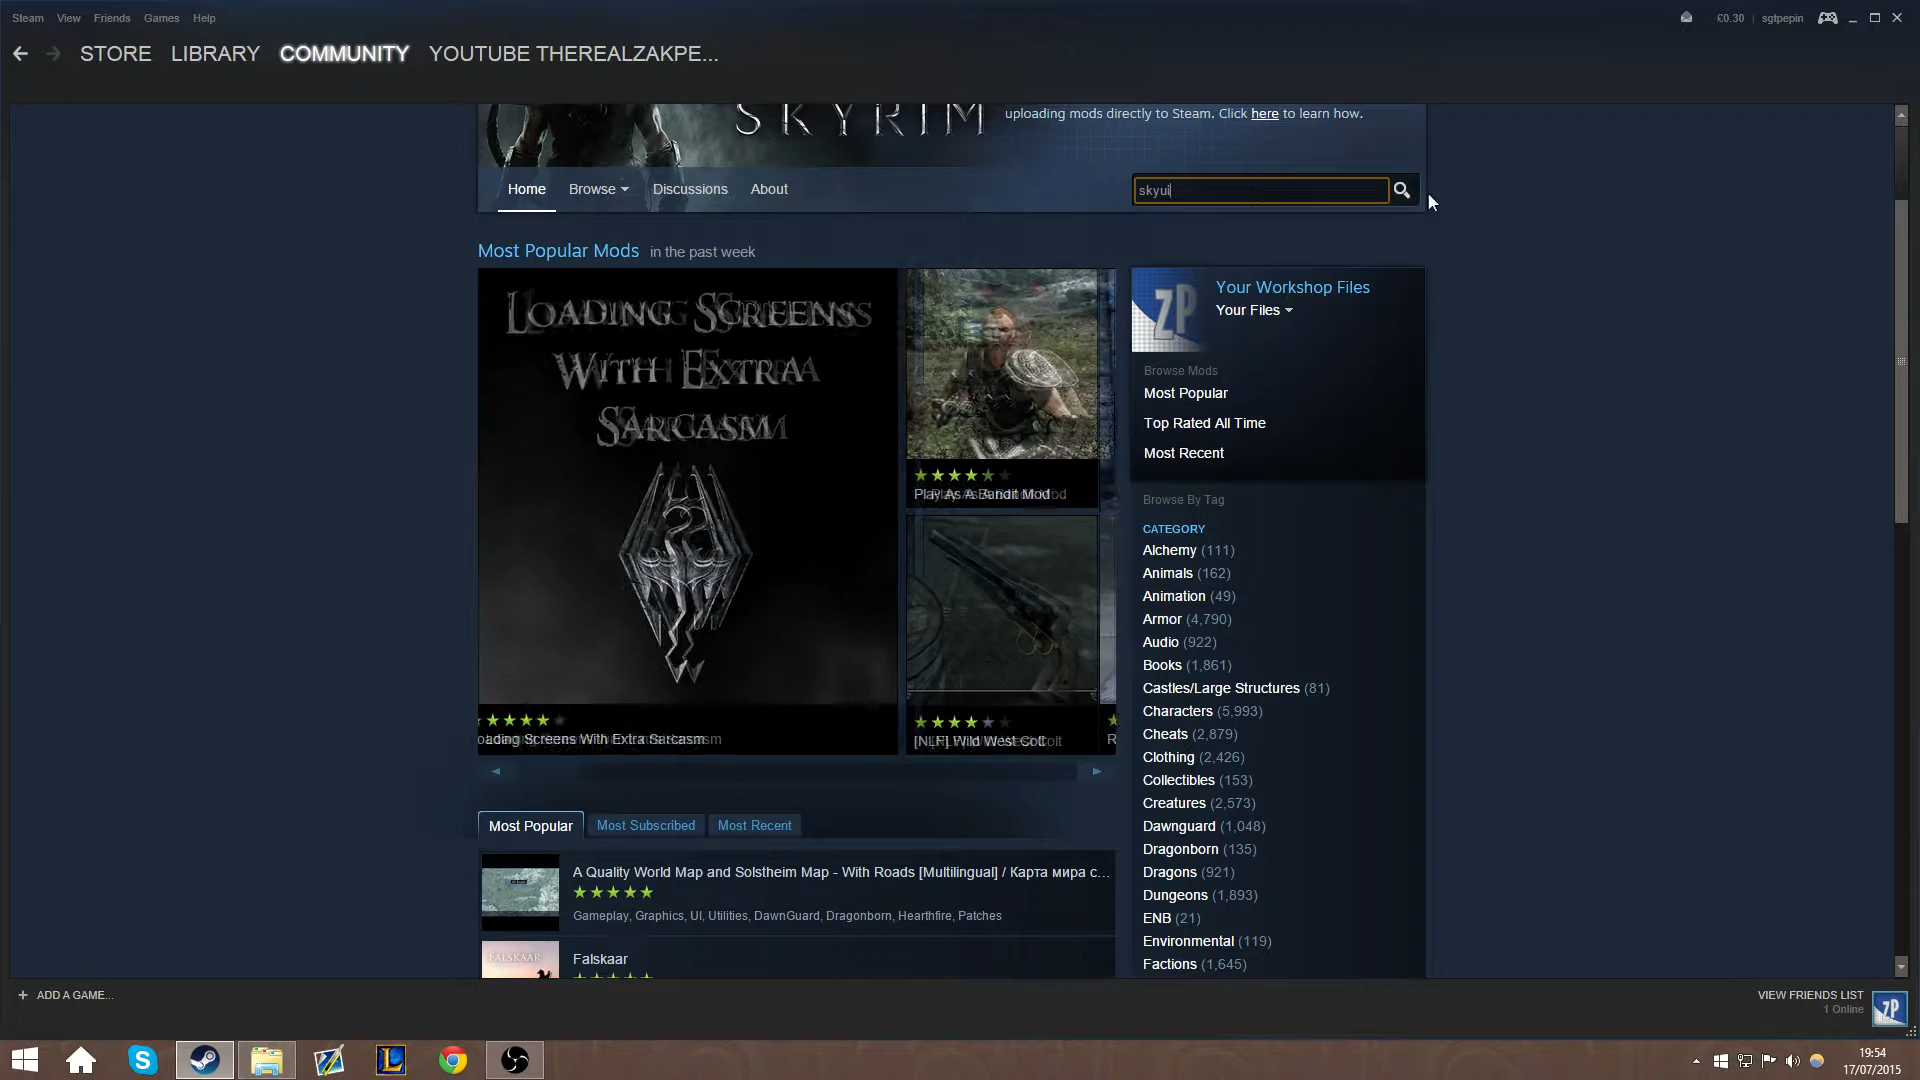 Steam View Friends Games Help
£0.30 sgtpepin
STORE LIBRARY COMMUNITY YOUTUBE THEREALZAKPE...
SKYRIM
uploading mods directly to Steam. Click here to learn how.
Home Browse Discussions About
skyui
Most Popular Mods in the past week
LOADING SCREENS
WITH EXTRA
SARCASM
oading Screens With Extra Sarcasm
Play As A Bandit Mod
[NLF] Wild West Colt
R
ZP
Your Workshop Files
Your Files
Browse Mods
Most Popular
Top Rated All Time
Most Recent
Browse By Tag
CATEGORY
Alchemy (111)
Animals (162)
Animation (49)
Armor (4,790)
Audio (922)
Books (1,861)
Castles/Large Structures (81)
Characters (5,993)
Cheats (2,879)
Clothing (2,426)
Collectibles (153)
Creatures (2,573)
Dawnguard (1,048)
Dragonborn (135)
Dragons (921)
Dungeons (1,893)
ENB (21)
Environmental (119)
Factions (1,645)
Most Popular Most Subscribed Most Recent
A Quality World Map and Solstheim Map - With Roads [Multilingual] / Карта мира с...
Gameplay, Graphics, UI, Utilities, DawnGuard, Dragonborn, Hearthfire, Patches
FALSKAAR
Falskaar
+ ADD A GAME...
VIEW FRIENDS LIST
1 Online
ZP
19:54
17/07/2015